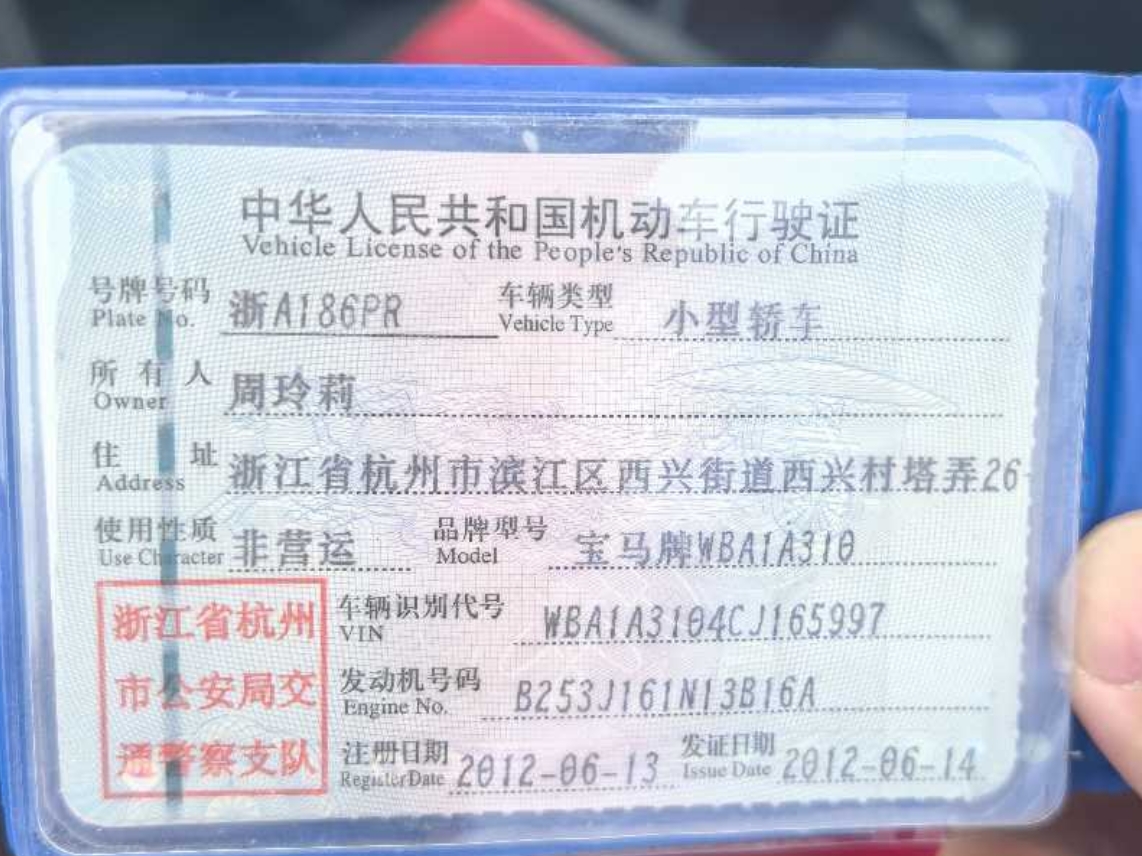 中华人民共和国机动车行驶证
Vehicle License of the People's Republic of China
号牌号码 浙A186PR 车辆类型 小型轿车
Plate No. Vehicle Type
所有人 周玲莉
Owner
住址 浙江省杭州市滨江区西兴街道西兴村塔弄26
Address
使用性质 非营运 品牌型号 宝马牌WBA1A310
Use Character Model
浙江省杭州 车辆识别代号 WBA1A3104CJ165997
VIN
市公安局交 发动机号码 B253J161N13B16A
Engine No.
通警察支队 注册日期 2012-06-13 发证日期 2012-06-14
Register Date Issue Date